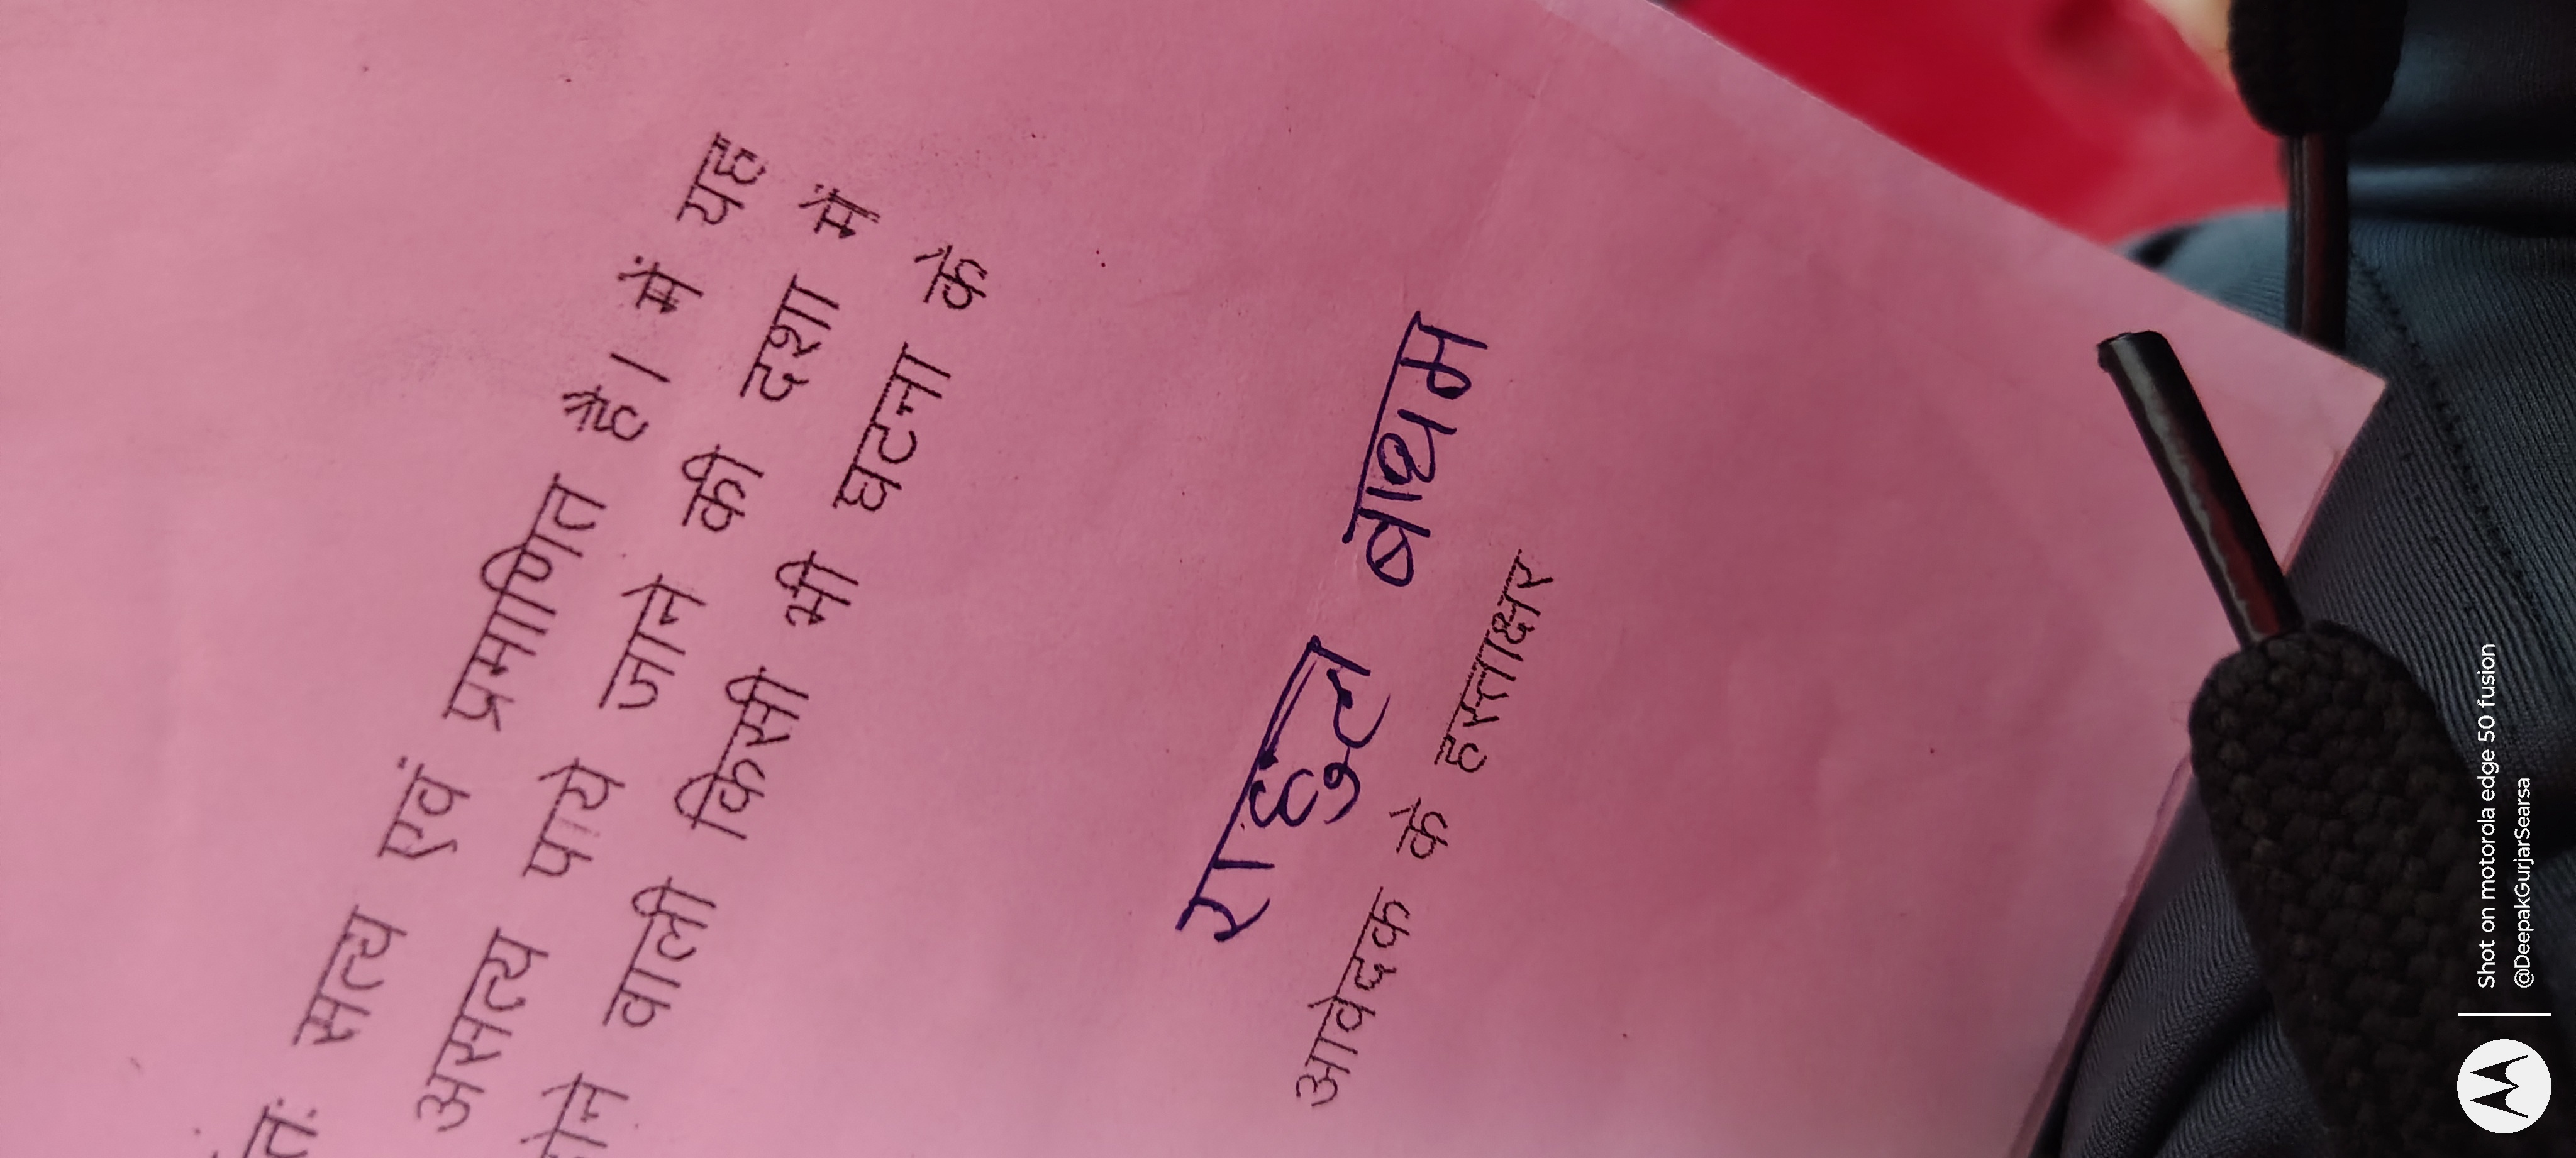 सत्य एवं प्रमाणित है। मैं यह
असत्य पाये जाने की दशा में
वाली किसी भी घटना के
राहुल बाथम
आवेदक के हस्ताक्षर
Shot on motorola edge 50 fusion
@DeepakGurjarSearsa